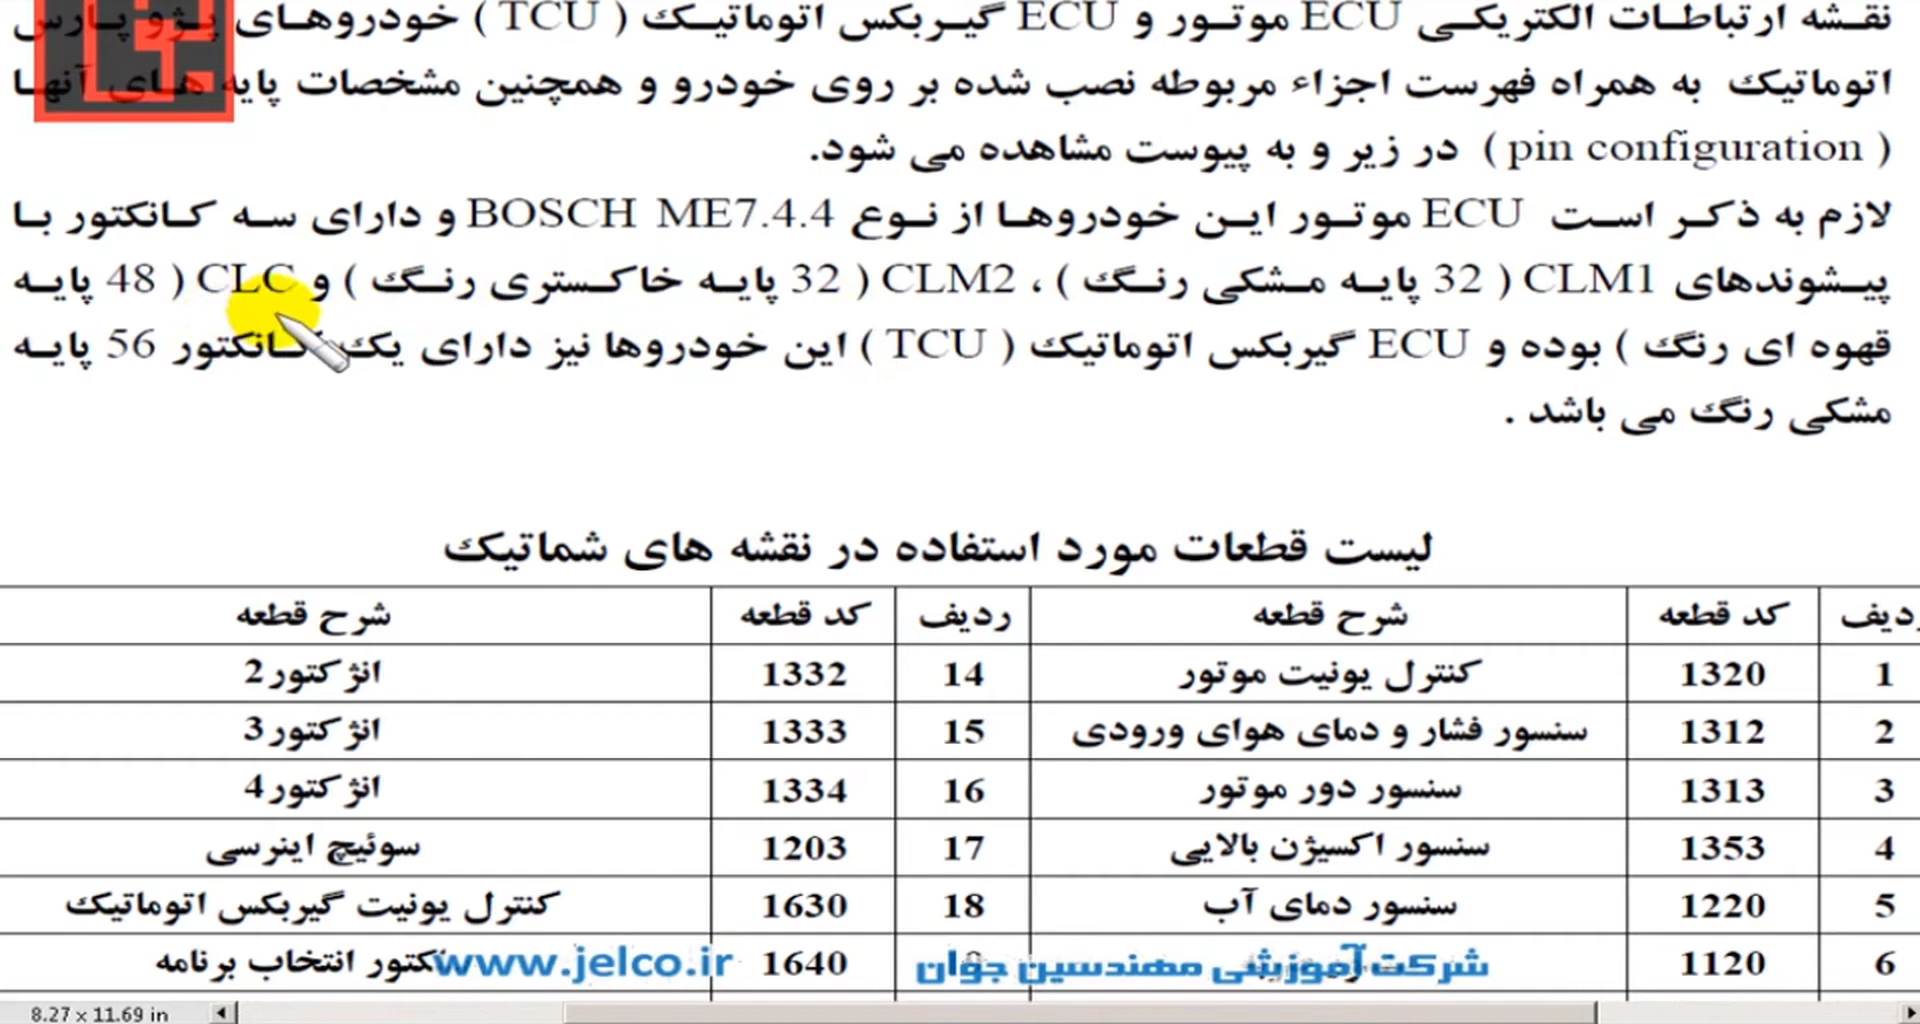 نقشه ارتباطات الکتریکی ECU موتور و ECU گیربکس اتوماتیک ( TCU ) خودروهای پژو پارس
اتوماتیک به همراه فهرست اجزاء مربوطه نصب شده بر روی خودرو و همچنین مشخصات پایه های آنها
( pin configuration ) در زیر و به پیوست مشاهده می شود.
لازم به ذکر است ECU موتور این خودروها از نوع BOSCH ME7.4.4 و دارای سه کانکتور با
پیشوندهای CLM1 ( 32 پایه مشکی رنگ ) ، CLM2 ( 32 پایه خاکستری رنگ ) و CLC ( 48 پایه
قهوه ای رنگ ) بوده و ECU گیربکس اتوماتیک ( TCU ) این خودروها نیز دارای یک کانکتور 56 پایه
مشکی رنگ می باشد .
لیست قطعات مورد استفاده در نقشه های شماتیک
ردیف کد قطعه شرح قطعه ردیف کد قطعه شرح قطعه
1 1320 کنترل یونیت موتور 14 1332 انژکتور2
2 1312 سنسور فشار و دمای هوای ورودی 15 1333 انژکتور3
3 1313 سنسور دور موتور 16 1334 انژکتور4
4 1353 سنسور اکسیژن بالایی 17 1203 سوئیچ اینرسی
5 1220 سنسور دمای آب 18 1630 کنترل یونیت گیربکس اتوماتیک
6 1120 1640 انتخاب برنامه
شرکت آموزشی مهندسین جوان www.jelco.ir
8.27 x 11.69 in